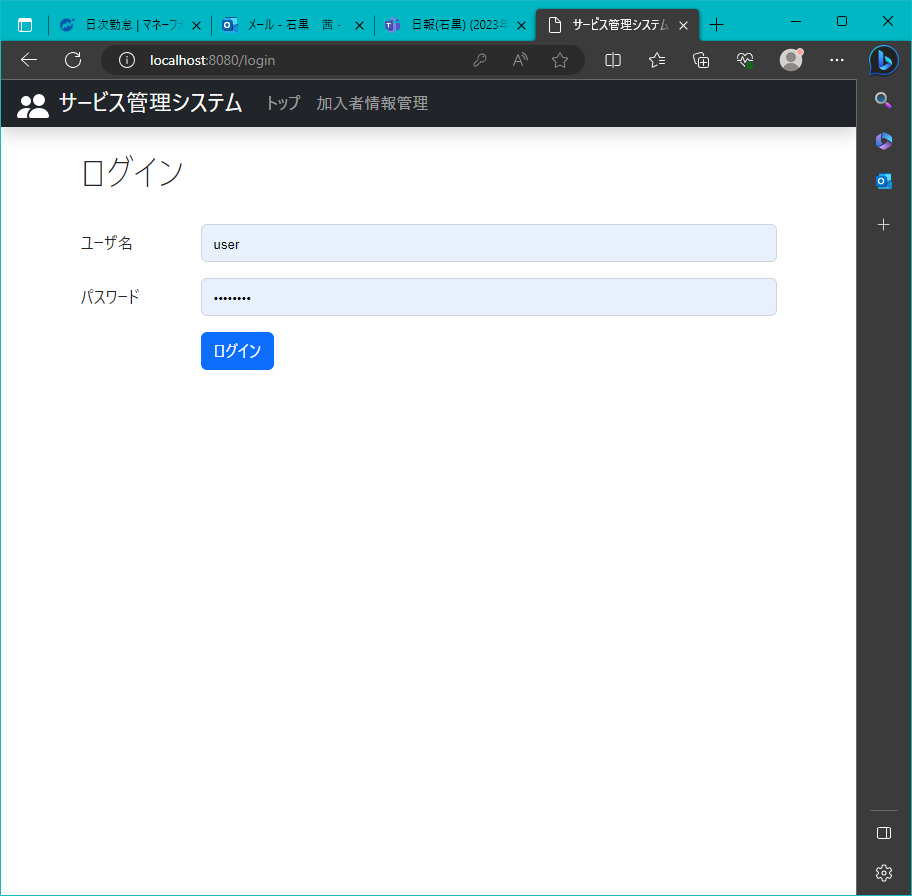 日次勤怠 | マネーフォ
メール - 石黒 茜 -
日報(石黒) (2023年
サービス管理システム
localhost:8080/login
サービス管理システム トップ 加入者情報管理
ログイン
ユーザ名 user
パスワード ••••••••
ログイン